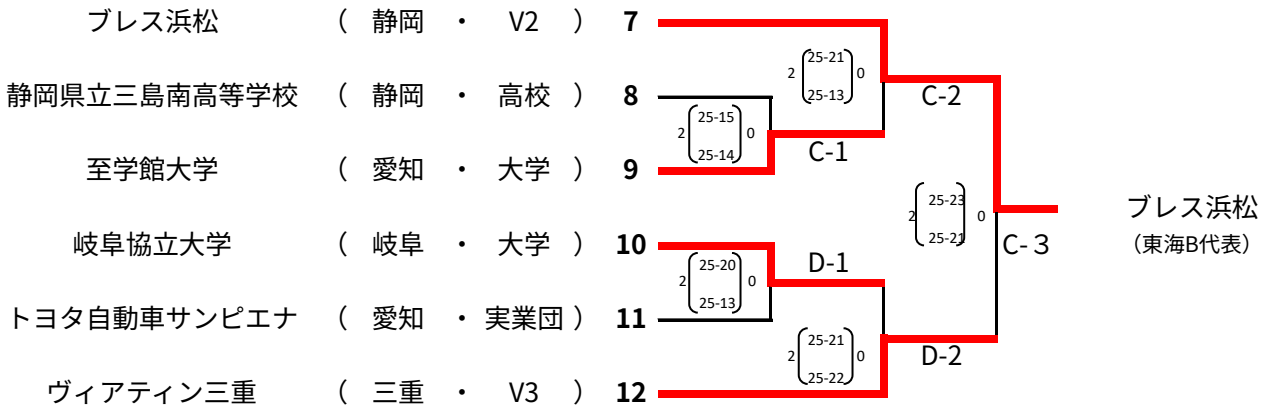 ブレス浜松 （ 静岡 ・ V2 ） 7
2 25-21 0
25-13
C-2
静岡県立三島南高等学校 （ 静岡 ・ 高校 ） 8
2 25-15 0
25-14
C-1
至学館大学 （ 愛知 ・ 大学 ） 9
2 25-23 0
25-21
C-３
ブレス浜松
（東海B代表）
岐阜協立大学 （ 岐阜 ・ 大学 ） 10
D-1
2 25-20 0
25-13
トヨタ自動車サンピエナ （ 愛知 ・ 実業団 ） 11
2 25-21 0
25-22
D-2
ヴィアティン三重 （ 三重 ・ V3 ） 12